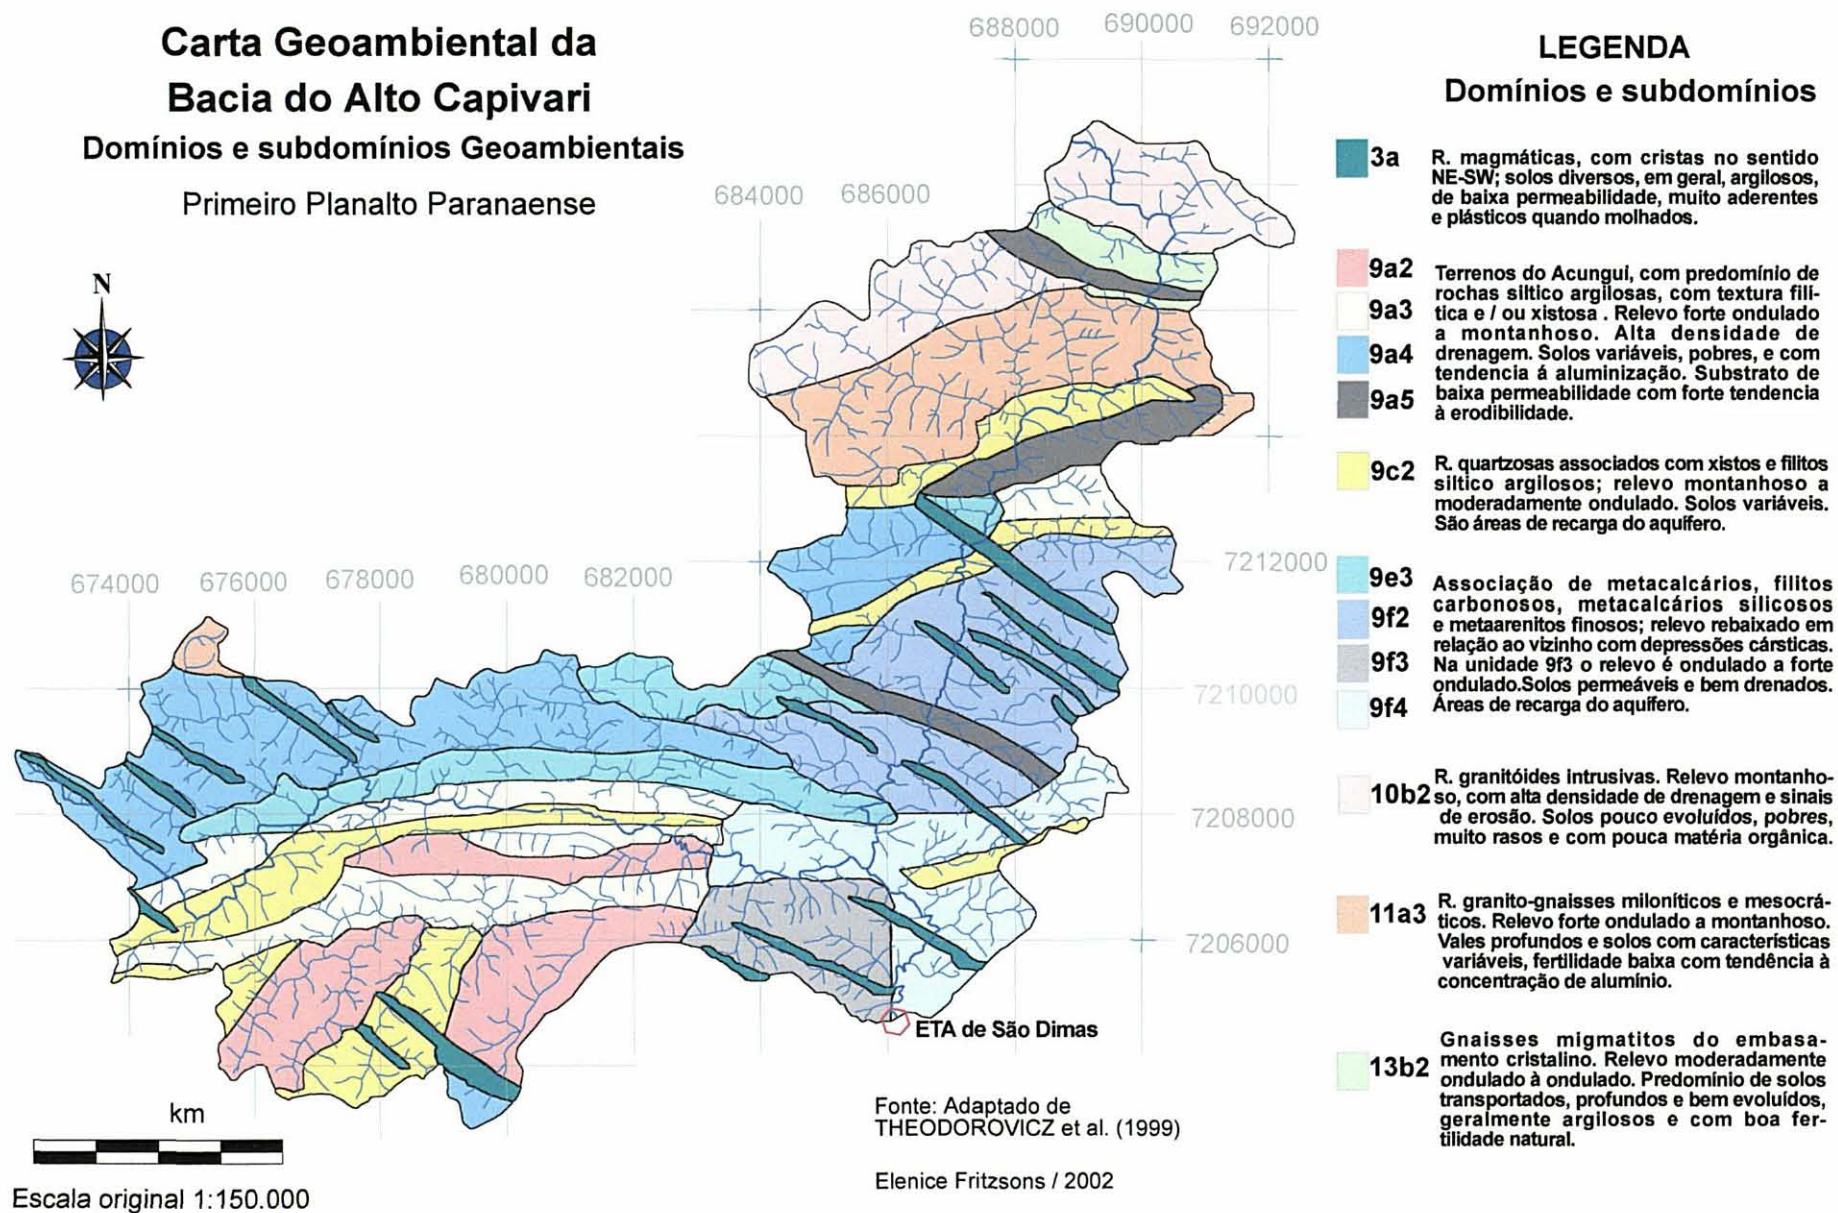 Carta Geoambiental da
Bacia do Alto Capivari
Domínios e subdomínios Geoambientais
Primeiro Planalto Paranaense
N
688000 690000 692000
684000 686000
674000 676000 678000 680000 682000
7212000
7210000
7208000
7206000
ETA de São Dimas
km
Escala original 1:150.000
Fonte: Adaptado de
THEODOROVICZ et al. (1999)
Elenice Fritzsons / 2002
LEGENDA
Domínios e subdomínios
3a
R. magmáticas, com cristas no sentido
NE-SW; solos diversos, em geral, argilosos,
de baixa permeabilidade, muito aderentes
e plásticos quando molhados.
9a2
9a3
9a4
9a5
Terrenos do Acungui, com predomínio de
rochas siltico argilosas, com textura filí-
tica e / ou xistosa . Relevo forte ondulado
a montanhoso. Alta densidade de
drenagem. Solos variáveis, pobres, e com
tendencia á aluminização. Substrato de
baixa permeabilidade com forte tendencia
à erodibilidade.
9c2
R. quartzosas associados com xistos e filitos
siltico argilosos; relevo montanhoso a
moderadamente ondulado. Solos variáveis.
São áreas de recarga do aquífero.
9e3
9f2
9f3
9f4
Associação de metacalcários, filitos
carbonosos, metacalcários silicosos
e metaarenitos finosos; relevo rebaixado em
relação ao vizinho com depressões cársticas.
Na unidade 9f3 o relevo é ondulado a forte
ondulado.Solos permeáveis e bem drenados.
Áreas de recarga do aquífero.
10b2
R. granitóides intrusivas. Relevo montanho-
so, com alta densidade de drenagem e sinais
de erosão. Solos pouco evoluídos, pobres,
muito rasos e com pouca matéria orgânica.
11a3
R. granito-gnaisses miloníticos e mesocrá-
ticos. Relevo forte ondulado a montanhoso.
Vales profundos e solos com características
variáveis, fertilidade baixa com tendência à
concentração de alumínio.
13b2
Gnaisses migmatitos do embasa-
mento cristalino. Relevo moderadamente
ondulado à ondulado. Predomínio de solos
transportados, profundos e bem evoluídos,
geralmente argilosos e com boa fer-
tilidade natural.